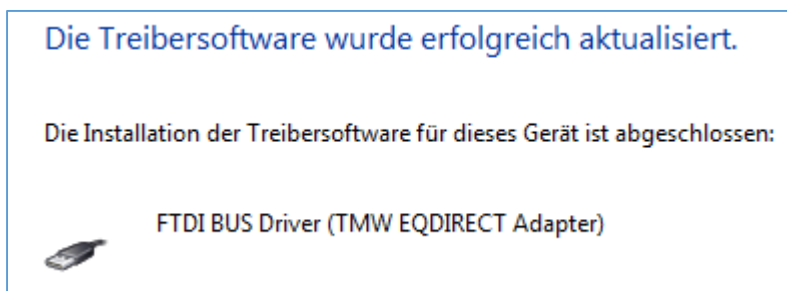 Die Treibersoftware wurde erfolgreich aktualisiert.
Die Installation der Treibersoftware für dieses Gerät ist abgeschlossen:
FTDI BUS Driver (TMW EQDIRECT Adapter)